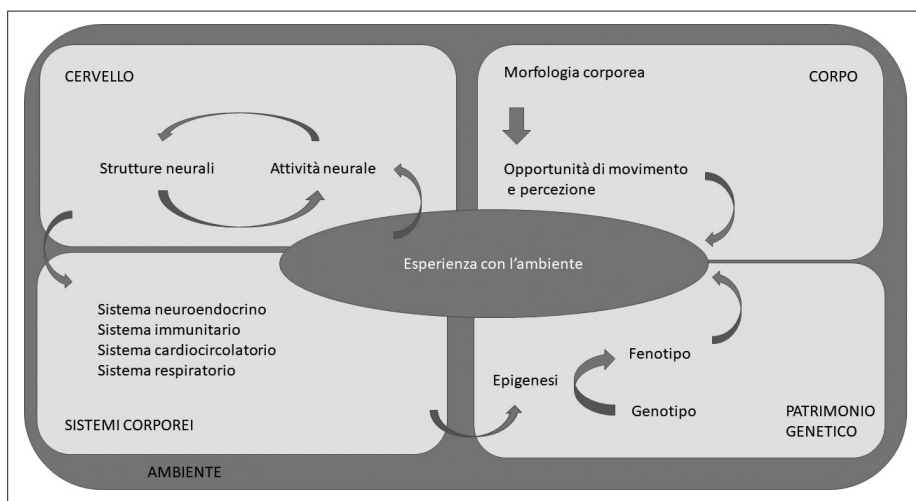 CERVELLO
Strutture neurali
Attività neurale
Morfologia corporea
CORPO
Opportunità di movimento
e percezione
Esperienza con l'ambiente
Sistema neuroendocrino
Sistema immunitario
Sistema cardiocircolatorio
Sistema respiratorio
SISTEMI CORPOREI
Epigenesi
Fenotipo
Genotipo
PATRIMONIO
GENETICO
AMBIENTE